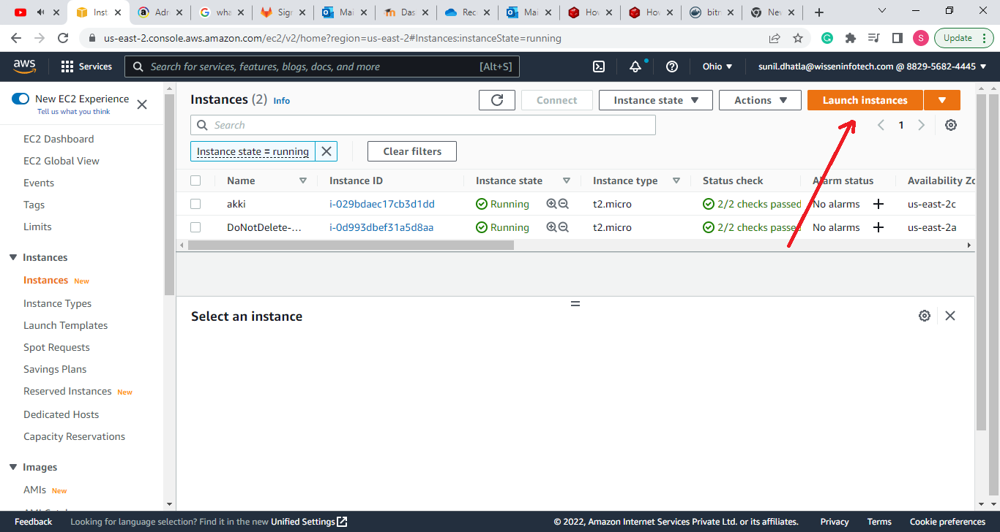 Inst
Adr
wha
Sign
Mai
Das
Rec
Mai
Hov
Hov
bitn
Nev
us-east-2.console.aws.amazon.com/ec2/v2/home?region=us-east-2#Instances:instanceState=running
S
Update
aws
Services
Search for services, features, blogs, docs, and more
[Alt+S]
Ohio
sunil.dhatla@wisseninfotech.com @ 8829-5682-4445
New EC2 Experience
Tell us what you think
EC2 Dashboard
EC2 Global View
Events
Tags
Limits
Instances
Instances New
Instance Types
Launch Templates
Spot Requests
Savings Plans
Reserved Instances New
Dedicated Hosts
Capacity Reservations
Images
AMIs New
Instances (2) Info
Connect
Instance state
Actions
Launch instances
Search
1
Instance state = running
Clear filters
Name Instance ID Instance state Instance type Status check Alarm status Availability Zo
akki i-029bdaec17cb3d1dd Running t2.micro 2/2 checks passed No alarms us-east-2c
DoNotDelete-... i-0d993dbef31a5d8aa Running t2.micro 2/2 checks passed No alarms us-east-2a
Select an instance
Feedback
Looking for language selection? Find it in the new Unified Settings
© 2022, Amazon Internet Services Private Ltd. or its affiliates.
Privacy
Terms
Cookie preferences